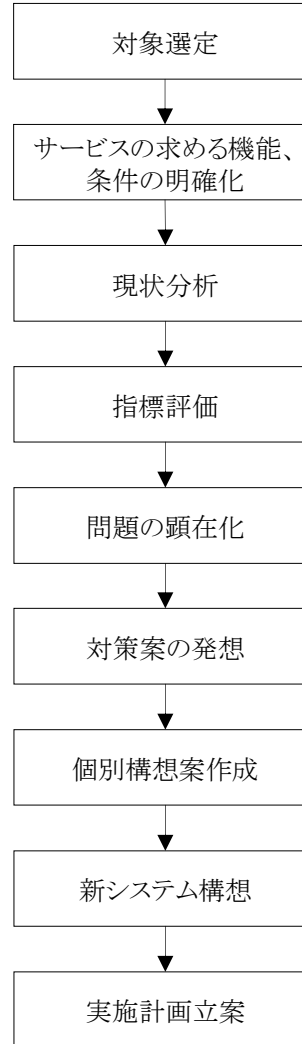 対象選定
サービスの求める機能、
条件の明確化
現状分析
指標評価
問題の顕在化
対策案の発想
個別構想案作成
新システム構想
実施計画立案